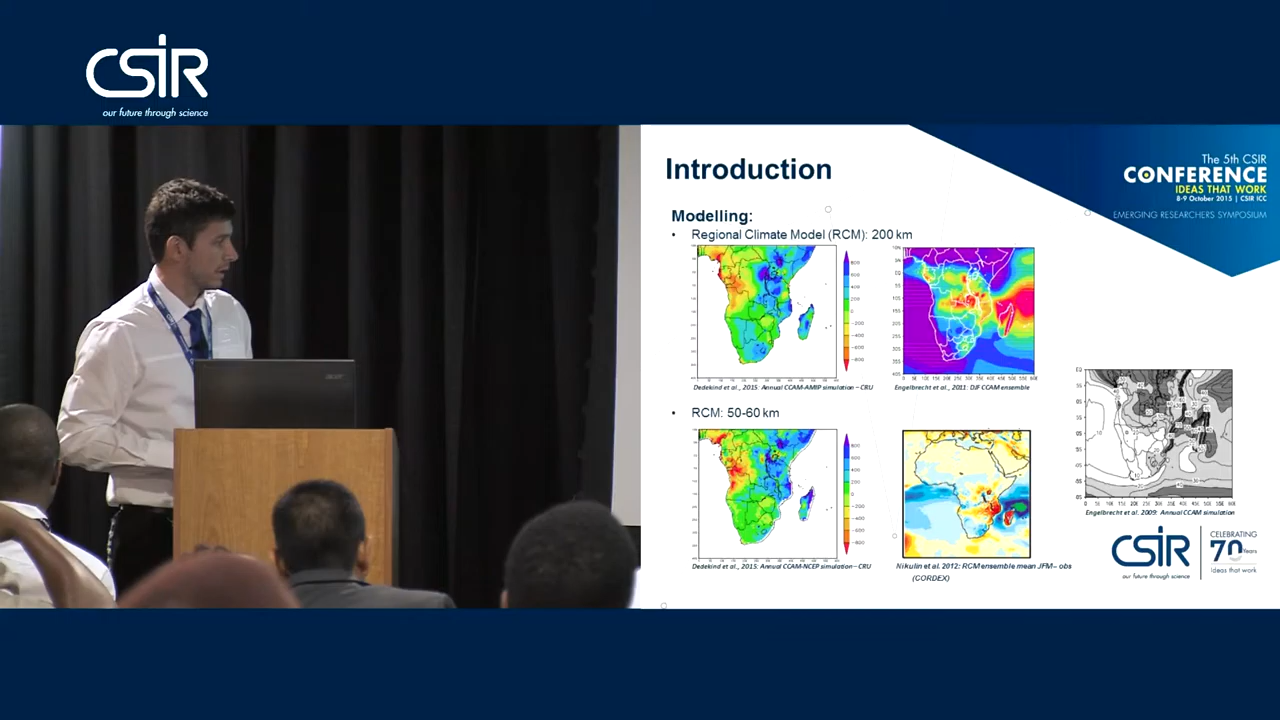 CSIR
our future through science
Introduction
The 5th CSIR
CONFERENCE
IDEAS THAT WORK
8-9 October 2015 | CSIR ICC
EMERGING RESEARCHERS SYMPOSIUM
Modelling:
• Regional Climate Model (RCM): 200 km
Dedekind et al., 2015: Annual CCAM-AMIP simulation – CRU
Engelbrecht et al., 2011: DJF CCAM ensemble
• RCM: 50-60 km
Dedekind et al., 2015: Annual CCAM-NCEP simulation – CRU
Nikulin et al. 2012: RCM ensemble mean JFM – obs
(CORDEX)
Engelbrecht et al. 2009: Annual CCAM simulation
CSIR
our future through science
CELEBRATING
70 Years
Ideas that work